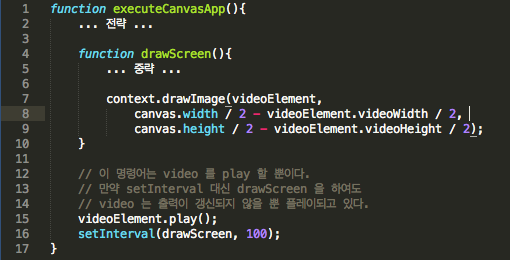 1 function executeCanvasApp(){
2 ... 전략 ...
3
4 function drawScreen(){
5 ... 중략 ...
6
7 context.drawImage(videoElement,
8 canvas.width / 2 - videoElement.videoWidth / 2,
9 canvas.height / 2 - videoElement.videoHeight / 2);
10 }
11
12 // 이 명령어는 video 를 play 할 뿐이다.
13 // 만약 setInterval 대신 drawScreen 을 하여도
14 // video 는 출력이 갱신되지 않을 뿐 플레이되고 있다.
15 videoElement.play();
16 setInterval(drawScreen, 100);
17 }